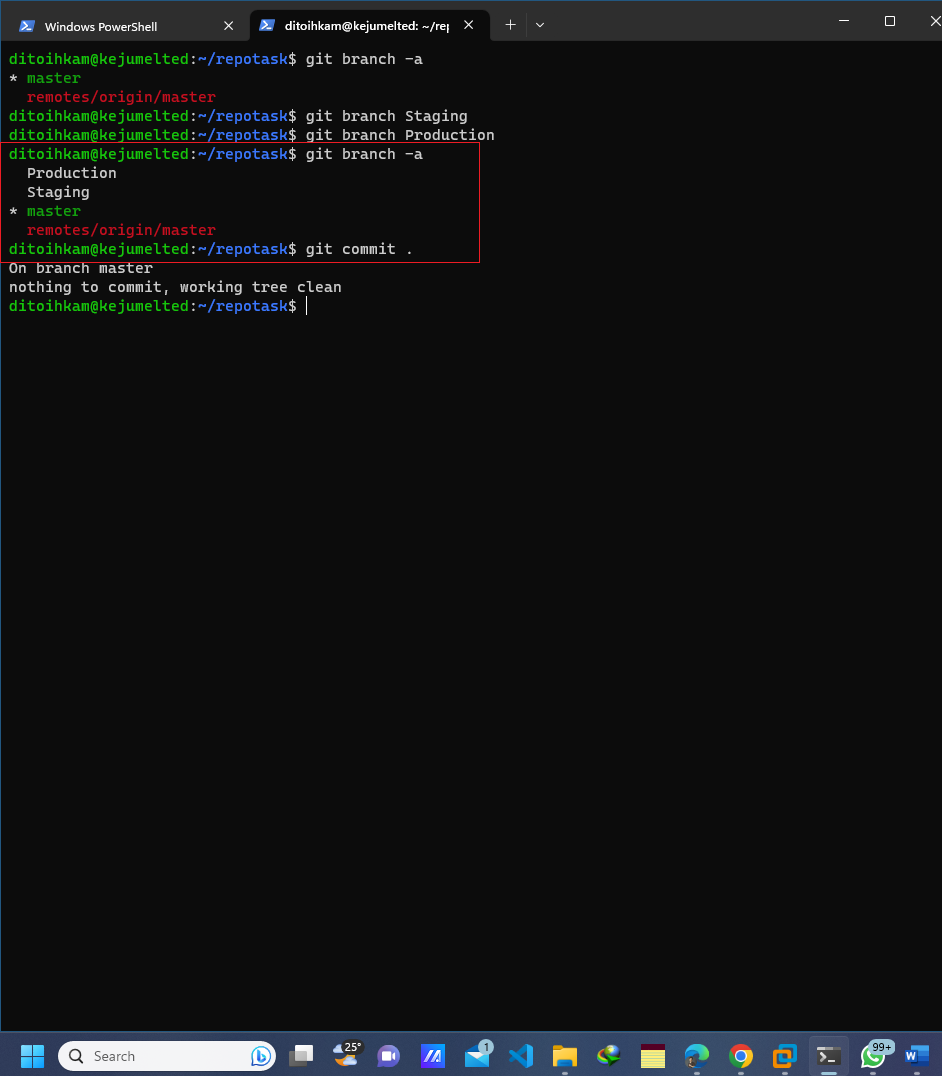 Windows PowerShell
ditoihkam@kejumelted: ~/rep
ditoihkam@kejumelted:~/repotask$ git branch -a
* master
remotes/origin/master
ditoihkam@kejumelted:~/repotask$ git branch Staging
ditoihkam@kejumelted:~/repotask$ git branch Production
ditoihkam@kejumelted:~/repotask$ git branch -a
Production
Staging
* master
remotes/origin/master
ditoihkam@kejumelted:~/repotask$ git commit .
On branch master
nothing to commit, working tree clean
ditoihkam@kejumelted:~/repotask$
Search
25°
1
99+
W